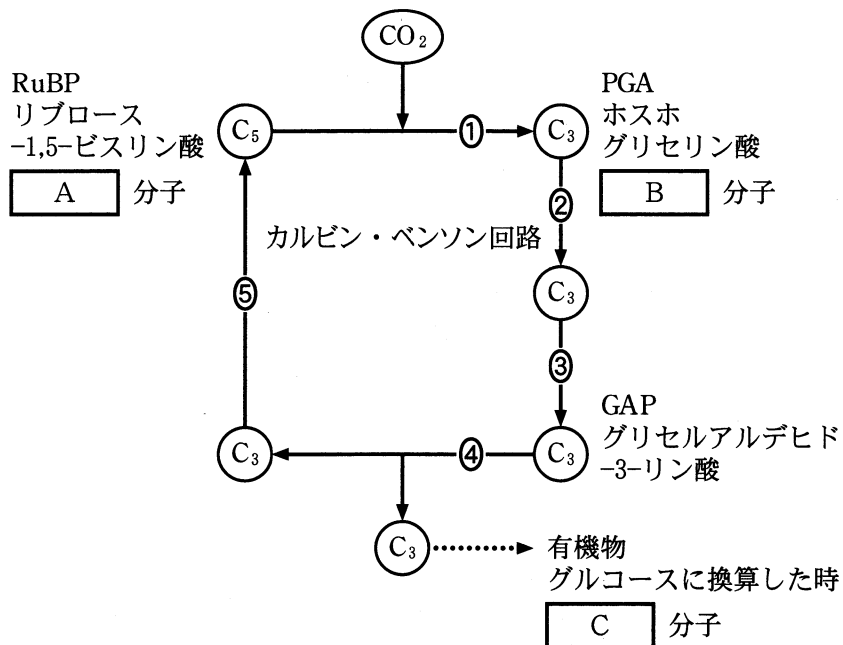 CO₂
RuBP
リブロース
-1,5-ビスリン酸
A 分子
C₅
①
C₃
PGA
ホスホ
グリセリン酸
B 分子
②
カルビン・ベンソン回路
C₃
⑤
③
GAP
グリセルアルデヒド
-3-リン酸
C₃
④
C₃
C₃
有機物
グルコースに換算した時
C 分子